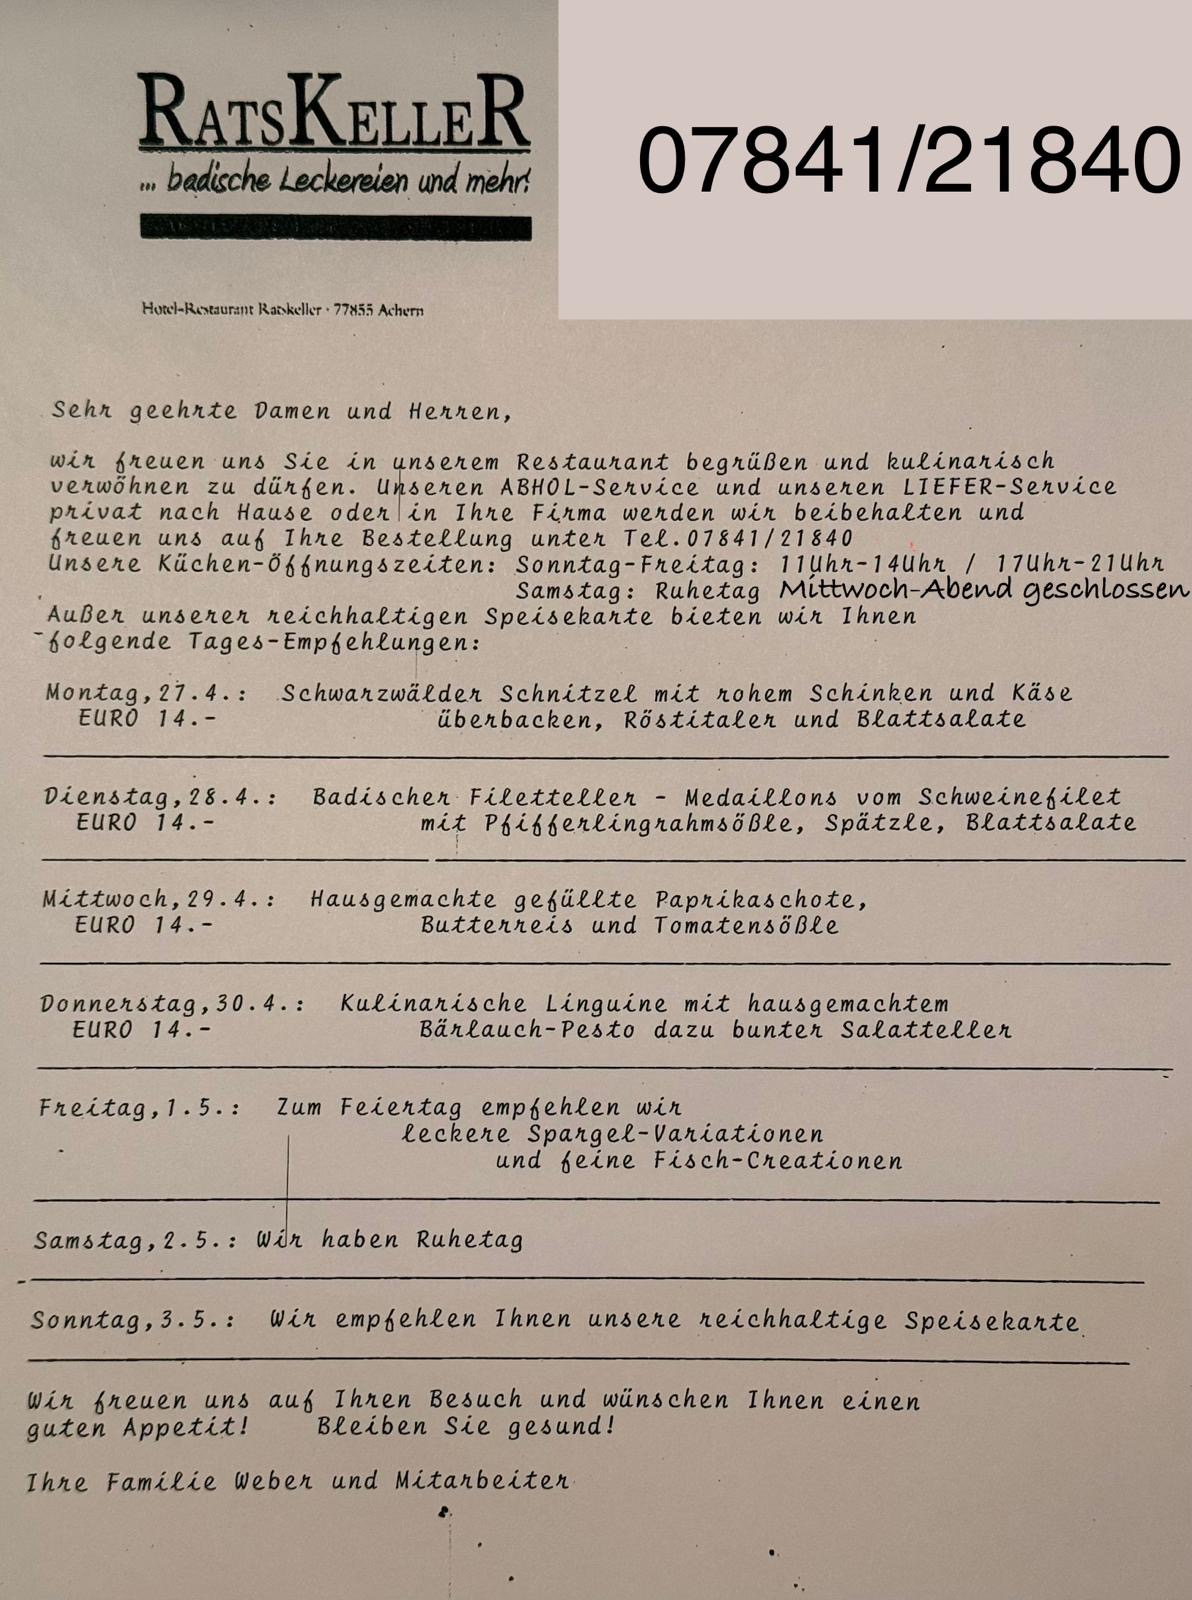 RATSKELLER
07841/21840
... badische Leckereien und mehr!
Hotel-Restaurant Ratskeller · 77855 Achern
Sehr geehrte Damen und Herren,
wir freuen uns Sie in unserem Restaurant begrüßen und kulinarisch
verwöhnen zu dürfen. Unseren ABHOL-Service und unseren LIEFER-Service
privat nach Hause oder in Ihre Firma werden wir beibehalten und
freuen uns auf Ihre Bestellung unter Tel.07841/21840
Unsere Küchen-Öffnungszeiten: Sonntag-Freitag: 11Uhr-14Uhr / 17Uhr-21Uhr
Samstag: Ruhetag Mittwoch-Abend geschlossen
Außer unserer reichhaltigen Speisekarte bieten wir Ihnen
folgende Tages-Empfehlungen:
Montag,27.4.: Schwarzwälder Schnitzel mit rohem Schinken und Käse
EURO 14.- überbacken, Röstitaler und Blattsalate
Dienstag,28.4.: Badischer Filetteller - Medaillons vom Schweinefilet
EURO 14.- mit Pfifferlingrahmsößle, Spätzle, Blattsalate
Mittwoch,29.4.: Hausgemachte gefüllte Paprikaschote,
EURO 14.- Butterreis und Tomatensößle
Donnerstag,30.4.: Kulinarische Linguine mit hausgemachtem
EURO 14.- Bärlauch-Pesto dazu bunter Salatteller
Freitag,1.5.: Zum Feiertag empfehlen wir
leckere Spargel-Variationen
und feine Fisch-Creationen
Samstag,2.5.: Wir haben Ruhetag
Sonntag,3.5.: Wir empfehlen Ihnen unsere reichhaltige Speisekarte
Wir freuen uns auf Ihren Besuch und wünschen Ihnen einen
guten Appetit! Bleiben Sie gesund!
Ihre Familie Weber und Mitarbeiter